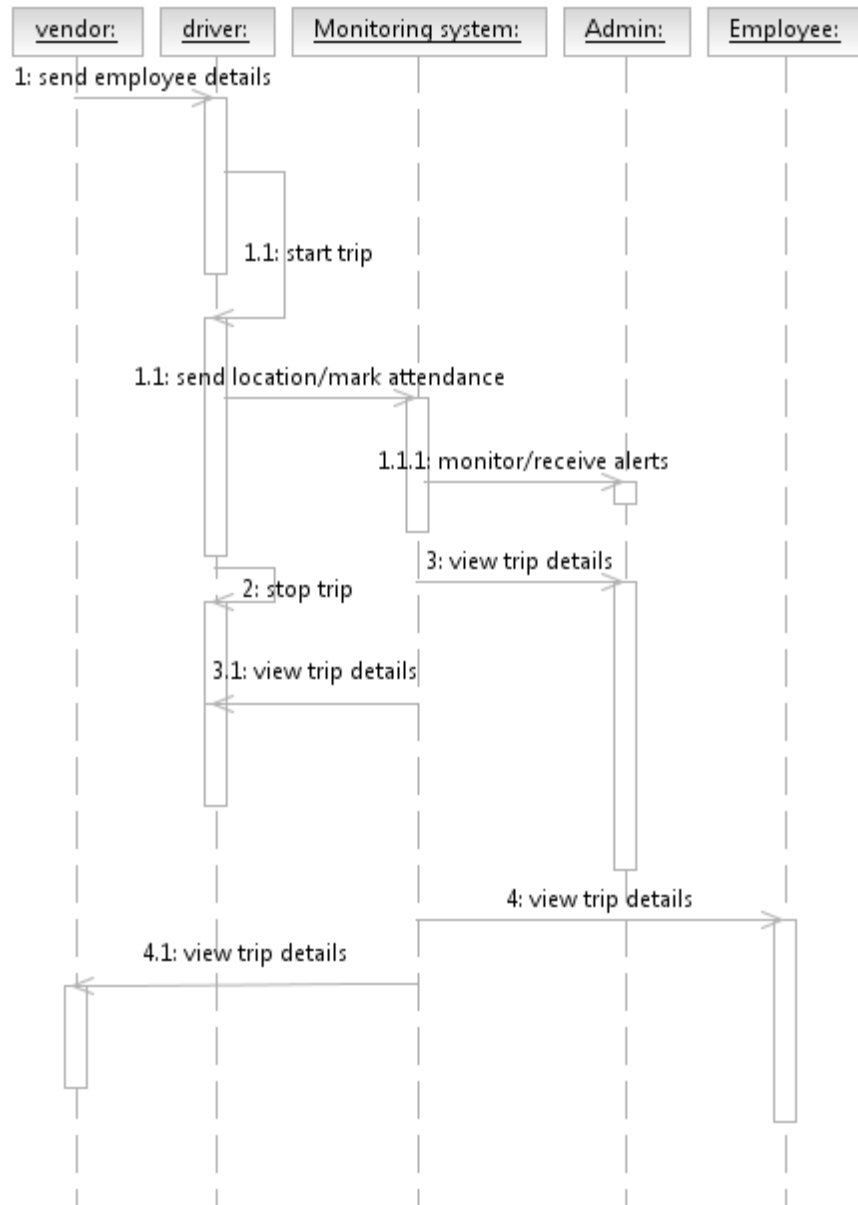 vendor: driver: Monitoring system: Admin: Employee:
1: send employee details
1.1: start trip
1.1: send location/mark attendance
1.1.1: monitor/receive alerts
3: view trip details
2: stop trip
3.1: view trip details
4: view trip details
4.1: view trip details